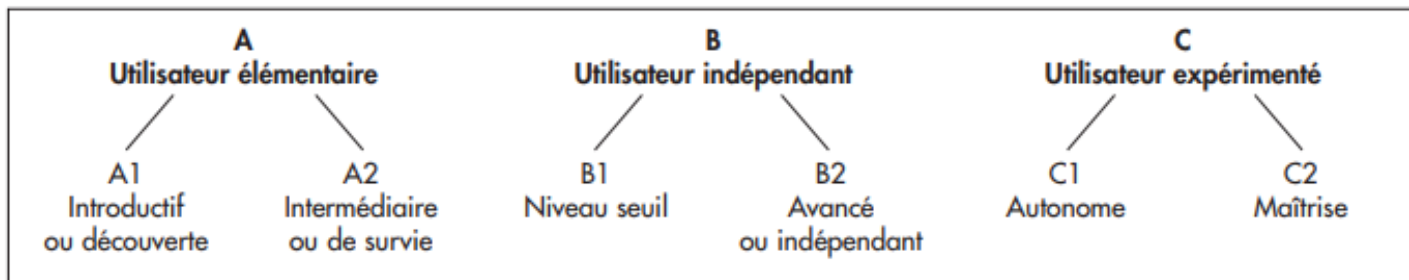 A
Utilisateur élémentaire
B
Utilisateur indépendant
C
Utilisateur expérimenté
A1
Introductif
ou découverte
A2
Intermédiaire
ou de survie
B1
Niveau seuil
B2
Avancé
ou indépendant
C1
Autonome
C2
Maîtrise